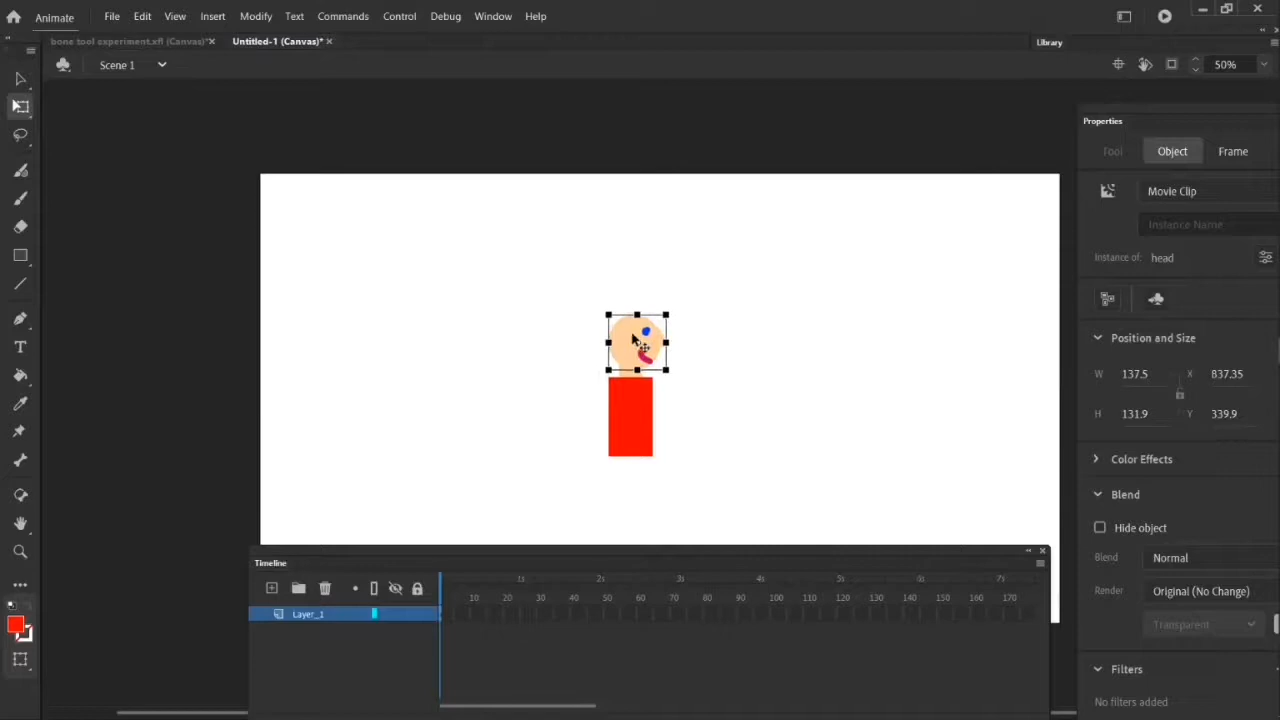 Animate File Edit View Insert Modify Text Commands Control Debug Window Help
bone tool experiment.xfl (Canvas)* Untitled-1 (Canvas)* Library
Scene 1 50%
Properties
Tool Object Frame
Movie Clip
Instance Name
Instance of: head
Position and Size
W 137.5 X 837.35
H 131.9 Y 339.9
Color Effects
Blend
Hide object
Blend Normal
Render Original (No Change)
Transparent
Filters
No filters added
Timeline
1s 2s 3s 4s 5s 6s 7s
10 20 30 40 50 60 70 80 90 100 110 120 130 140 150 160 170
Layer_1